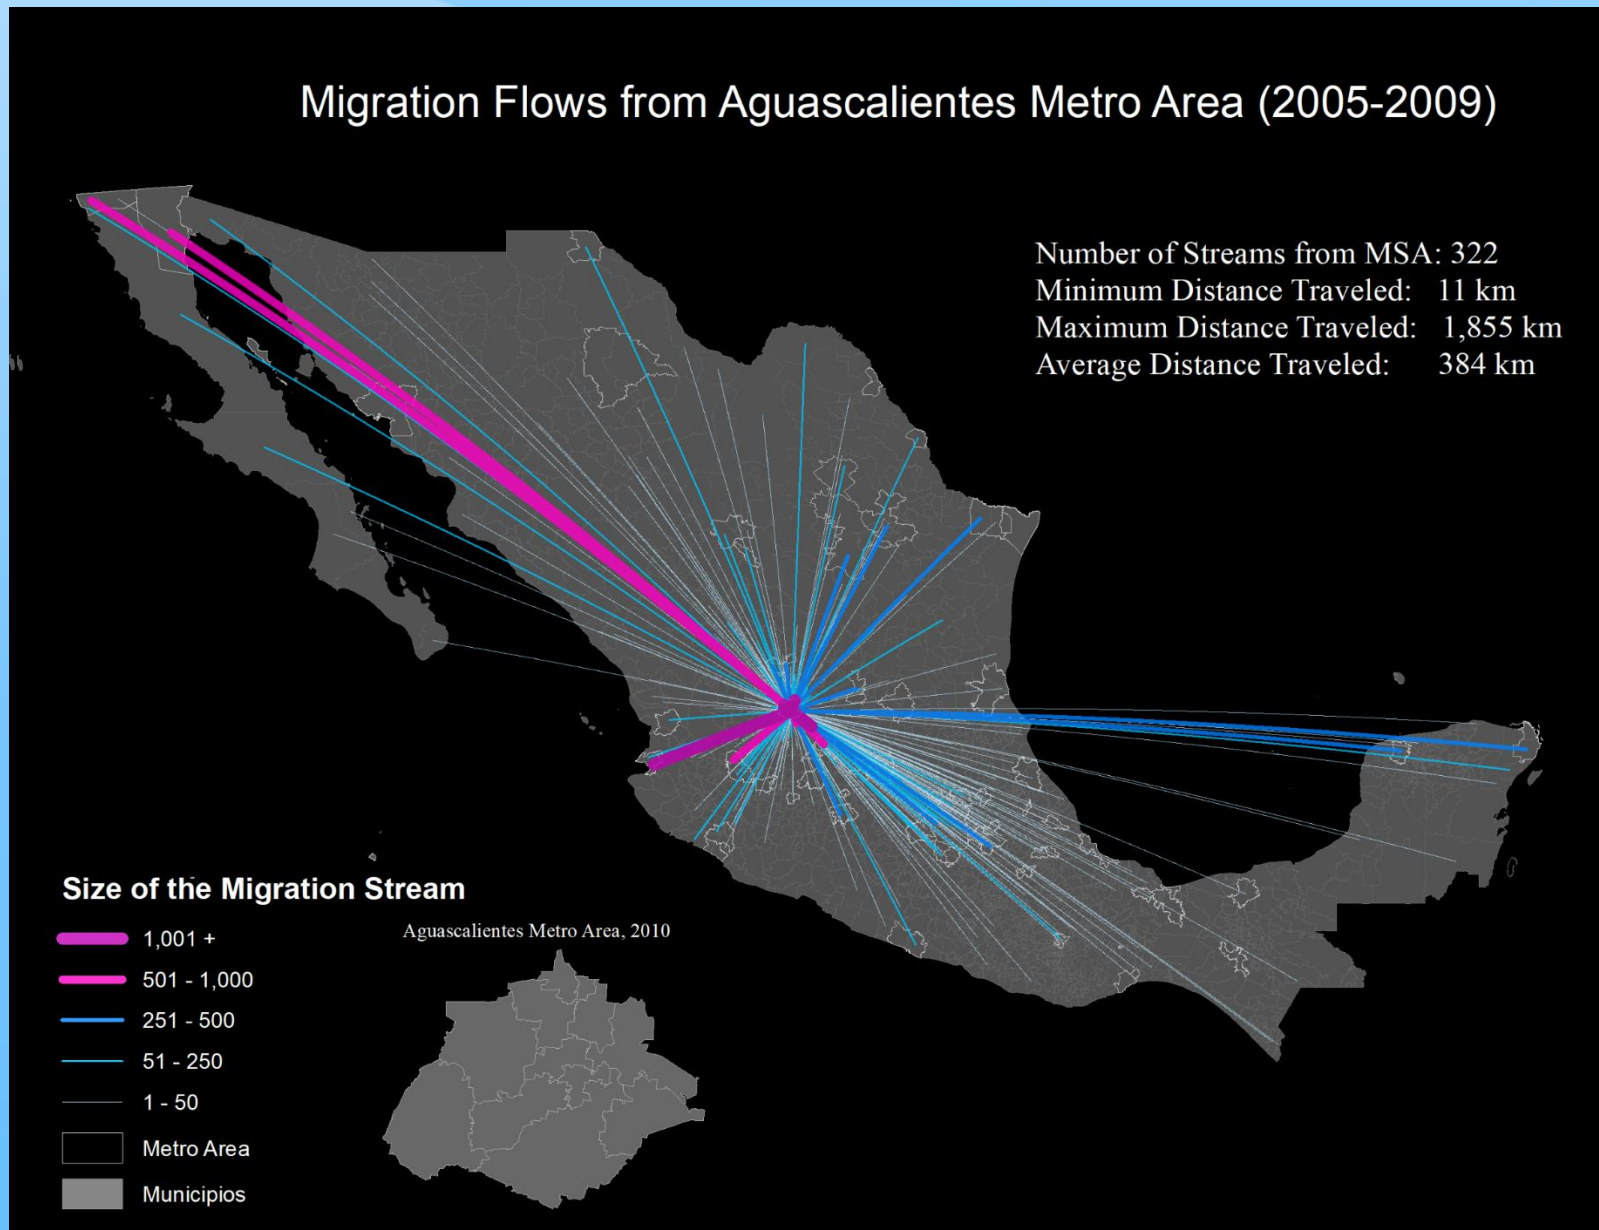 Migration Flows from Aguascalientes Metro Area (2005-2009)
Number of Streams from MSA: 322
Minimum Distance Traveled: 11 km
Maximum Distance Traveled: 1,855 km
Average Distance Traveled: 384 km
Size of the Migration Stream
1,001 +
501 - 1,000
251 - 500
51 - 250
1 - 50
Metro Area
Municipios
Aguascalientes Metro Area, 2010